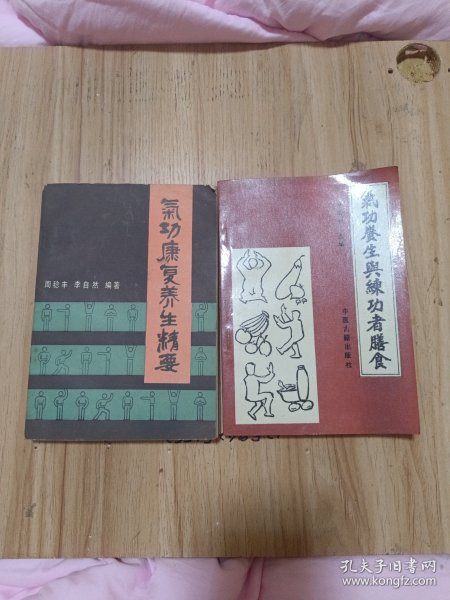 氣功康复养生精要
周稔丰 李自然 编著
氣功養生與練功者膳食
中医古籍出版社
孔夫子旧书网
www.kongfz.com